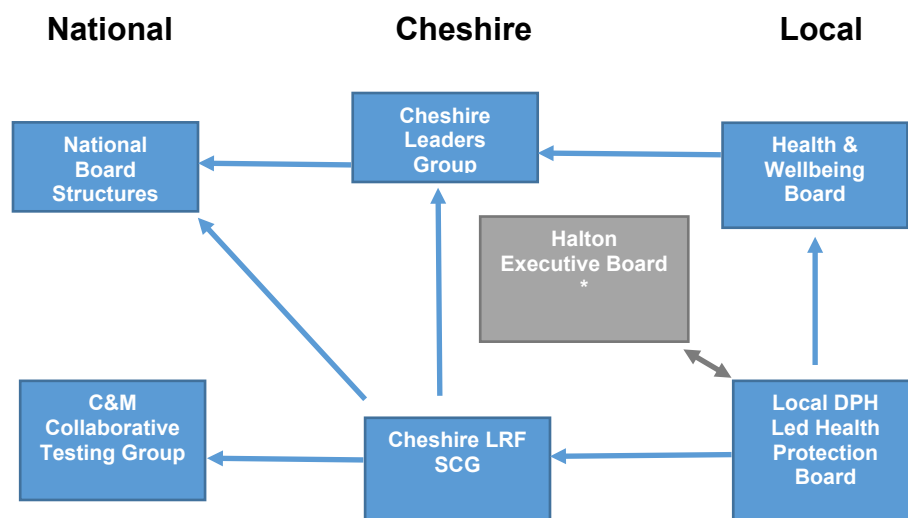 National
Cheshire
Local
National
Board
Structures
Cheshire
Leaders
Group
Health &
Wellbeing
Board
Halton
Executive Board
*
C&M
Collaborative
Testing Group
Cheshire LRF
SCG
Local DPH
Led Health
Protection
Board